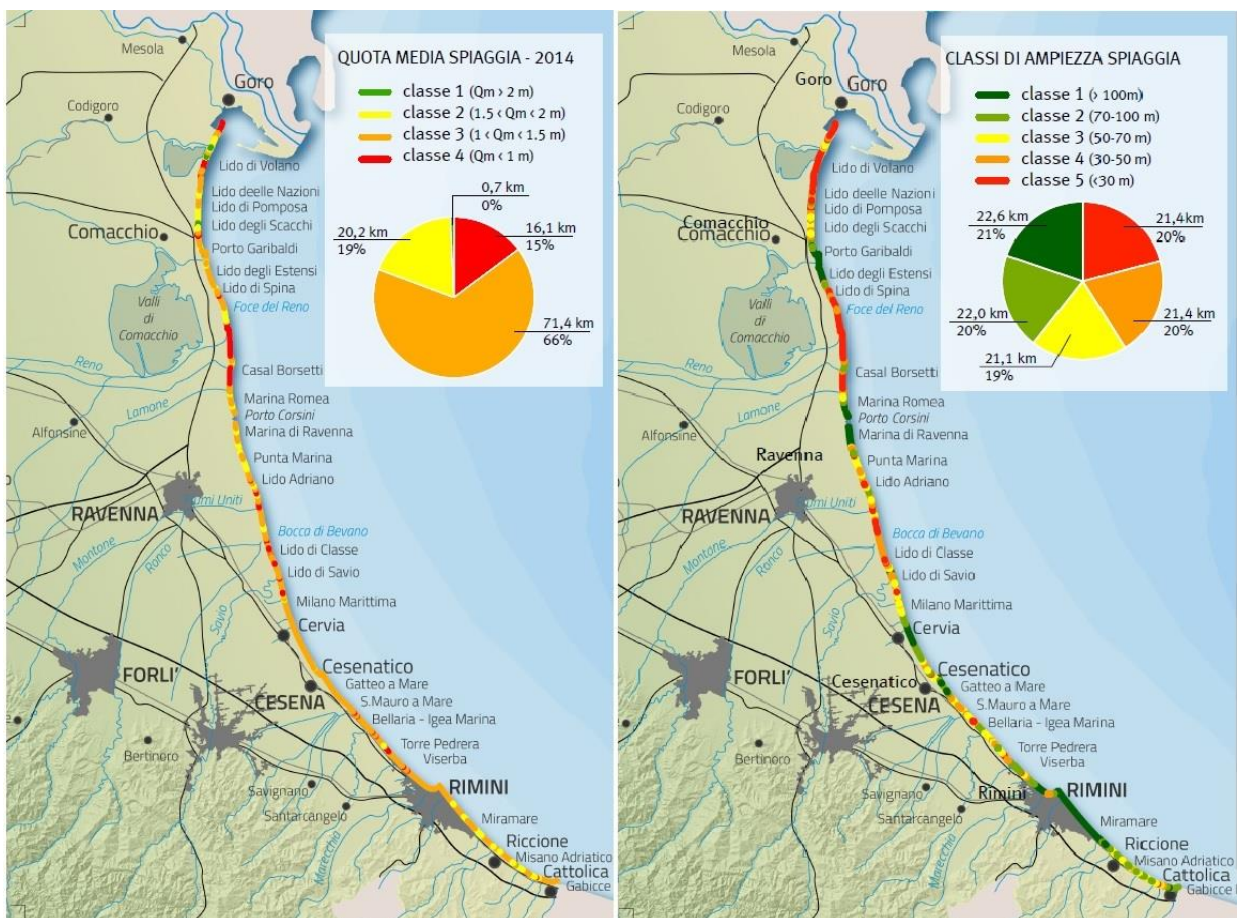 Mesola
Goro
Codigoro
QUOTA MEDIA SPIAGGIA - 2014
classe 1 (Qm > 2 m)
classe 2 (1.5 < Qm < 2 m)
classe 3 (1 < Qm < 1.5 m)
classe 4 (Qm < 1 m)
0,7 km
0%
20,2 km
19%
16,1 km
15%
71,4 km
66%
Lido di Volano
Lido deelle Nazioni
Lido di Pomposa
Lido degli Scacchi
Comacchio
Porto Garibaldi
Lido degli Estensi
Lido di Spina
Foce del Reno
Valli
di
Comacchio
Reno
Casal Borsetti
Lamone
Marina Romea
Porto Corsini
Marina di Ravenna
Alfonsine
Punta Marina
Lido Adriano
RAVENNA
umi Uniti
Montone
Ronco
Bocca di Bevano
Lido di Classe
Lido di Savio
Savio
Milano Marittima
Cervia
FORLI'
Cesenatico
CESENA
Gatteo a Mare
S.Mauro a Mare
Bellaria - Igea Marina
Bertinoro
Torre Pedrera
Viserba
Savignano
RIMINI
Santarcangelo
Miramare
Marecchia
Riccione
Misano Adriatico
Cattolica
Gabicce
Mesola
Goro
Goro
Codigoro
CLASSI DI AMPIEZZA SPIAGGIA
classe 1 (> 100m)
classe 2 (70-100 m)
classe 3 (50-70 m)
classe 4 (30-50 m)
classe 5 (<30 m)
22,6 km
21%
21,4km
20%
22,0 km
20%
21,4 km
20%
21,1 km
19%
Lido di Volano
Lido deelle Nazioni
Lido di Pomposa
Lido degli Scacchi
Comacchio
Comacchio
Porto Garibaldi
Lido degli Estensi
Lido di Spina
Foce del Reno
Valli
di
Comacchio
Reno
Casal Borsetti
Lamone
Marina Romea
Porto Corsini
Marina di Ravenna
Alfonsine
Ravenna
Punta Marina
Lido Adriano
RAVENNA
umi Uniti
Montone
Ronco
Bocca di Bevano
Lido di Classe
Lido di Savio
Savio
Milano Marittima
Cervia
FORLI'
Cesenatico
Cesenatico
CESENA
Gatteo a Mare
S.Mauro a Mare
Bellaria - Igea Marina
Bertinoro
Torre Pedrera
Viserba
Savignano
Rimini
RIMINI
Santarcangelo
Miramare
Marecchia
Riccione
Misano Adriatico
Cattolica
Gabicce